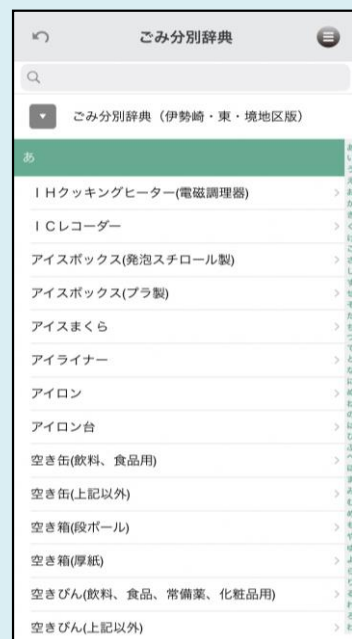 ごみ分別辞典
ごみ分別辞典（伊勢崎・東・境地区版）
あ
ＩＨクッキングヒーター(電磁調理器)
ＩＣレコーダー
アイスボックス(発泡スチロール製)
アイスボックス(プラ製)
アイスまくら
アイライナー
アイロン
アイロン台
空き缶(飲料、食品用)
空き缶(上記以外)
空き箱(段ボール)
空き箱(厚紙)
空きびん(飲料、食品、常備薬、化粧品用)
空きびん(上記以外)